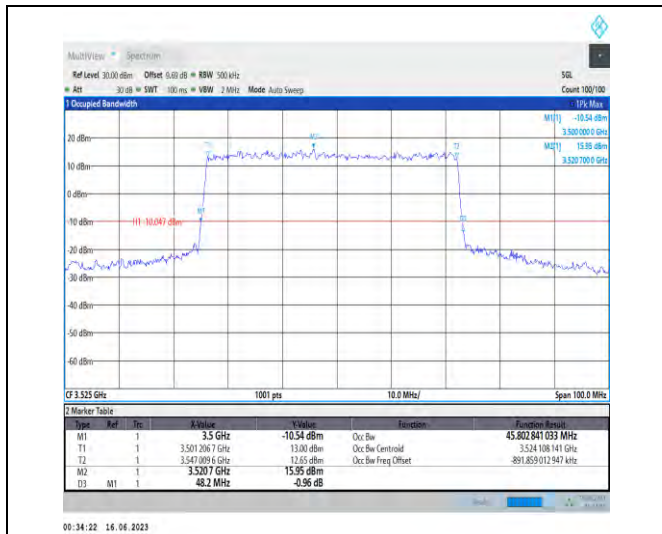 MultiView Spectrum
Ref Level 30.00 dBm Offset 9.69 dB RBW 500 kHz SGL
Att 30 dB SWT 100 ms VBW 2 MHz Mode Auto Sweep Count 100/100
1 Occupied Bandwidth 1Pk Max
M1[1] -10.54 dBm
3.500 000 0 GHz
M2[1] 15.95 dBm
3.520 700 0 GHz
20 dBm
T1 M2 T2
10 dBm
0 dBm
M1
-10 dBm H1 -10.047 dBm
D3
-20 dBm
-30 dBm
-40 dBm
-50 dBm
-60 dBm
CF 3.525 GHz 1001 pts 10.0 MHz/ Span 100.0 MHz
2 Marker Table
Type Ref Trc X-Value Y-Value Function Function Result
M1 1 3.5 GHz -10.54 dBm Occ Bw 45.802 841 033 MHz
T1 1 3.501 206 7 GHz 13.00 dBm Occ Bw Centroid 3.524 108 141 GHz
T2 1 3.547 009 6 GHz 12.65 dBm Occ Bw Freq Offset -891.859 012 947 kHz
M2 1 3.520 7 GHz 15.95 dBm
D3 M1 1 48.2 MHz -0.96 dB
00:34:22 16.06.2023